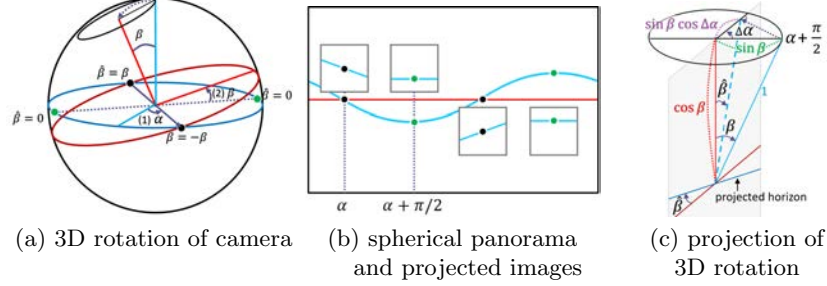 β
β̂ = β
β̂ = 0
(2) β
β̂ = 0
(1) α
β̂ = −β
α
α + π/2
sin β cos Δα
Δα
α + π/2
sin β
β̂
cos β
1
β
β̂
projected horizon
(a) 3D rotation of camera
(b) spherical panorama
and projected images
(c) projection of
3D rotation